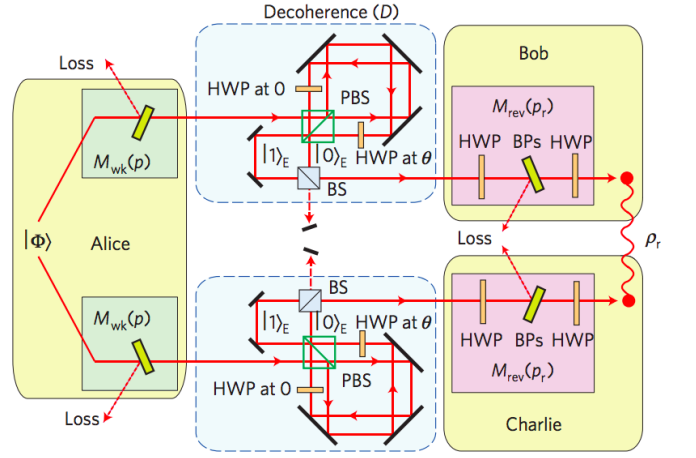 Decoherence (D)
Loss
M_wk(p)
|Φ⟩
Alice
M_wk(p)
Loss
HWP at 0
PBS
|1⟩_E
|0⟩_E
HWP at θ
BS
BS
|1⟩_E
|0⟩_E
HWP at θ
PBS
HWP at 0
Bob
M_rev(p_r)
HWP
BPs
HWP
Loss
ρ_r
HWP
BPs
HWP
M_rev(p_r)
Charlie